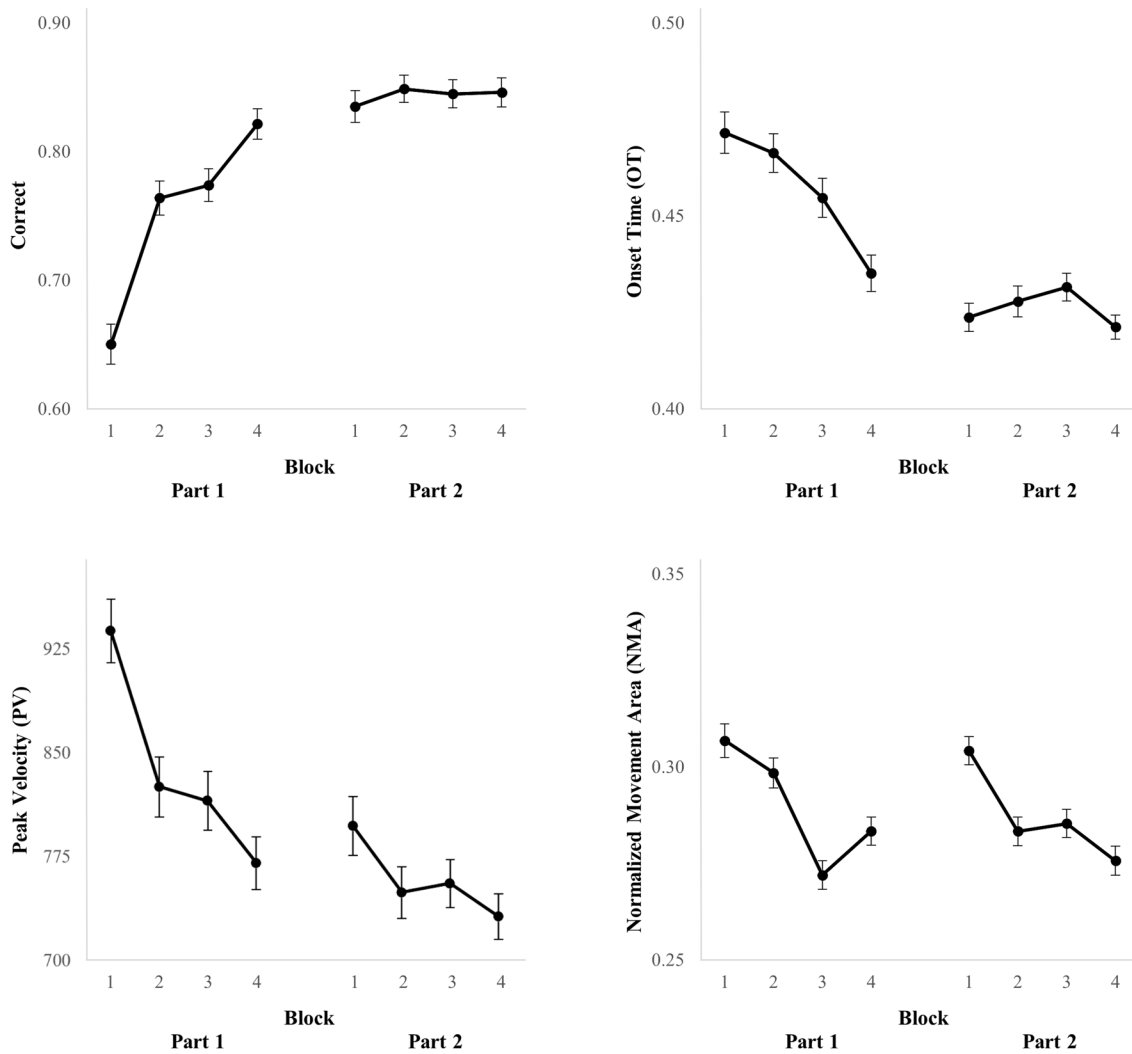 Correct
0.90
0.80
0.70
0.60
1 2 3 4 1 2 3 4
Block
Part 1 Part 2
Onset Time (OT)
0.50
0.45
0.40
1 2 3 4 1 2 3 4
Block
Part 1 Part 2
Peak Velocity (PV)
925
850
775
700
1 2 3 4 1 2 3 4
Block
Part 1 Part 2
Normalized Movement Area (NMA)
0.35
0.30
0.25
1 2 3 4 1 2 3 4
Block
Part 1 Part 2